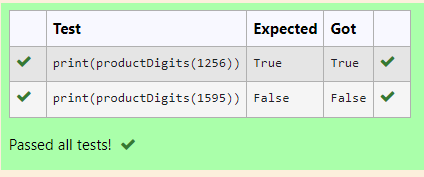 Test Expected Got
print(productDigits(1256)) True True
print(productDigits(1595)) False False
Passed all tests!